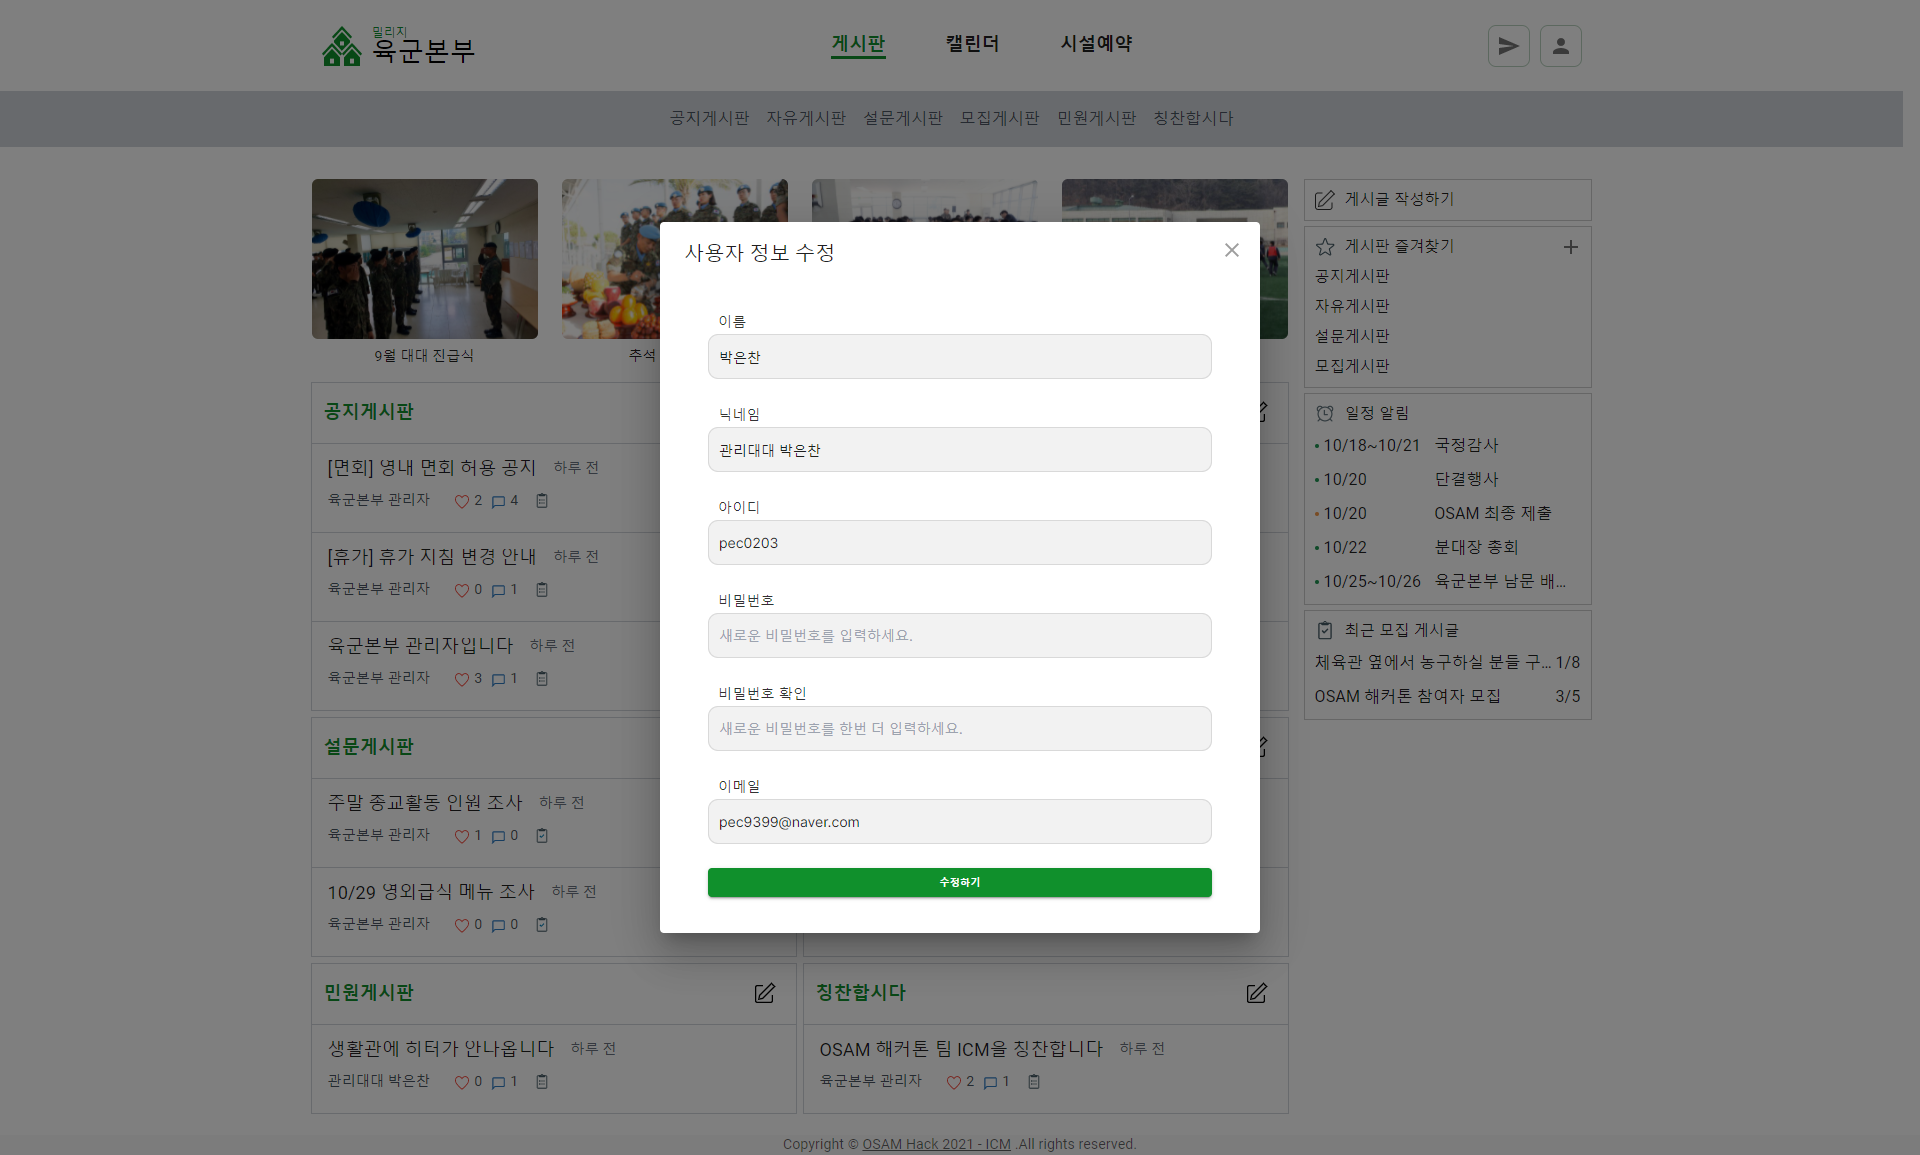 밀리지
육군본부
게시판
캘린더
시설예약
공지게시판
자유게시판
설문게시판
모집게시판
민원게시판
칭찬합시다
9월 대대 진급식
추석
사용자 정보 수정
이름
박은찬
닉네임
관리대대 박은찬
아이디
pec0203
비밀번호
새로운 비밀번호를 입력하세요.
비밀번호 확인
새로운 비밀번호를 한번 더 입력하세요.
이메일
pec9399@naver.com
수정하기
공지게시판
[면회] 영내 면회 허용 공지 하루 전
육군본부 관리자 2 4
[휴가] 휴가 지침 변경 안내 하루 전
육군본부 관리자 0 1
육군본부 관리자입니다 하루 전
육군본부 관리자 3 1
설문게시판
주말 종교활동 인원 조사 하루 전
육군본부 관리자 1 0
10/29 영외급식 메뉴 조사 하루 전
육군본부 관리자 0 0
민원게시판
생활관에 히터가 안나옵니다 하루 전
관리대대 박은찬 0 1
칭찬합시다
OSAM 해커톤 팀 ICM을 칭찬합니다 하루 전
육군본부 관리자 2 1
게시글 작성하기
게시판 즐겨찾기
공지게시판
자유게시판
설문게시판
모집게시판
일정 알림
• 10/18~10/21 국정감사
• 10/20 단결행사
• 10/20 OSAM 최종 제출
• 10/22 분대장 총회
• 10/25~10/26 육군본부 남문 배...
최근 모집 게시글
체육관 옆에서 농구하실 분들 구... 1/8
OSAM 해커톤 참여자 모집 3/5
Copyright © OSAM Hack 2021 - ICM .All rights reserved.